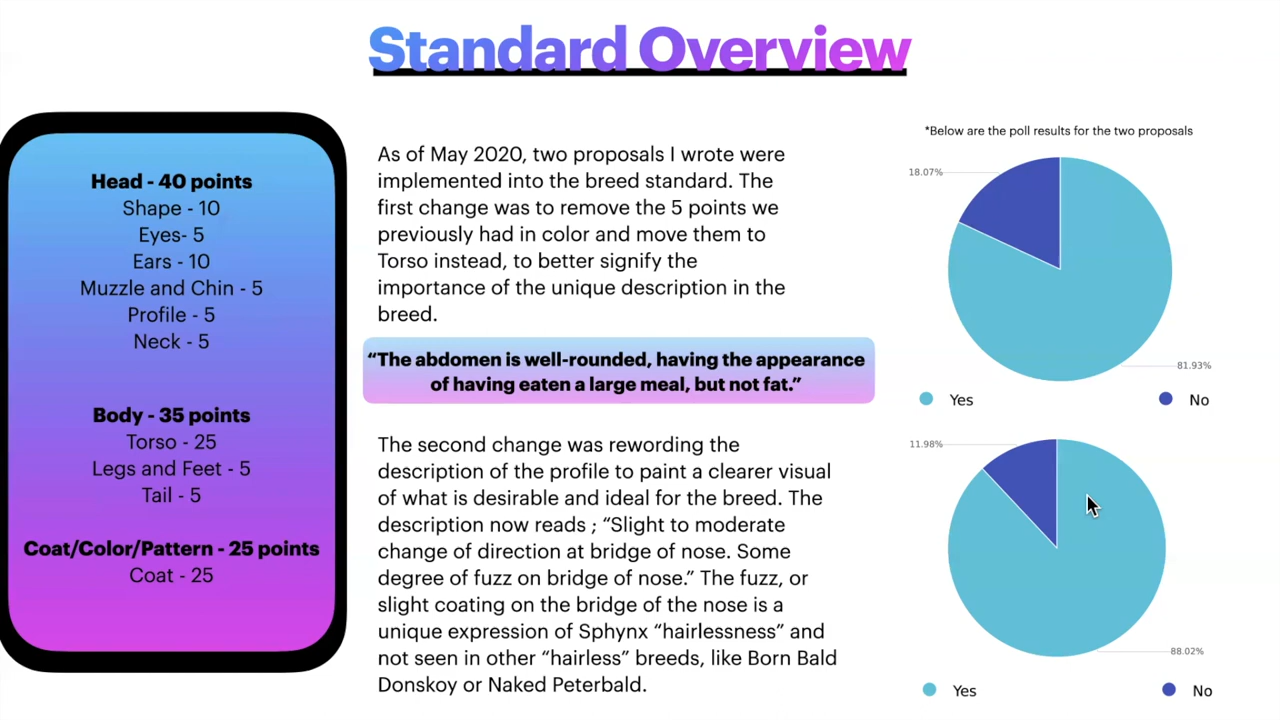 Standard Overview
Head - 40 points
Shape - 10
Eyes- 5
Ears - 10
Muzzle and Chin - 5
Profile - 5
Neck - 5
Body - 35 points
Torso - 25
Legs and Feet - 5
Tail - 5
Coat/Color/Pattern - 25 points
Coat - 25
As of May 2020, two proposals I wrote were
implemented into the breed standard. The
first change was to remove the 5 points we
previously had in color and move them to
Torso instead, to better signify the
importance of the unique description in the
breed.
“The abdomen is well-rounded, having the appearance
of having eaten a large meal, but not fat.”
The second change was rewording the
description of the profile to paint a clearer visual
of what is desirable and ideal for the breed. The
description now reads ; “Slight to moderate
change of direction at bridge of nose. Some
degree of fuzz on bridge of nose.” The fuzz, or
slight coating on the bridge of the nose is a
unique expression of Sphynx “hairlessness” and
not seen in other “hairless” breeds, like Born Bald
Donskoy or Naked Peterbald.
*Below are the poll results for the two proposals
18.07%
81.93%
Yes No
11.98%
88.02%
Yes No